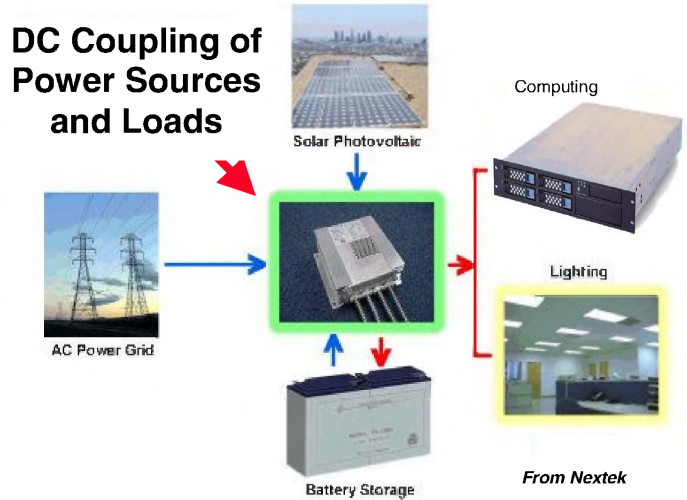 DC Coupling of
Power Sources
and Loads
Solar Photovoltaic
Computing
Lighting
AC Power Grid
Battery Storage
From Nextek